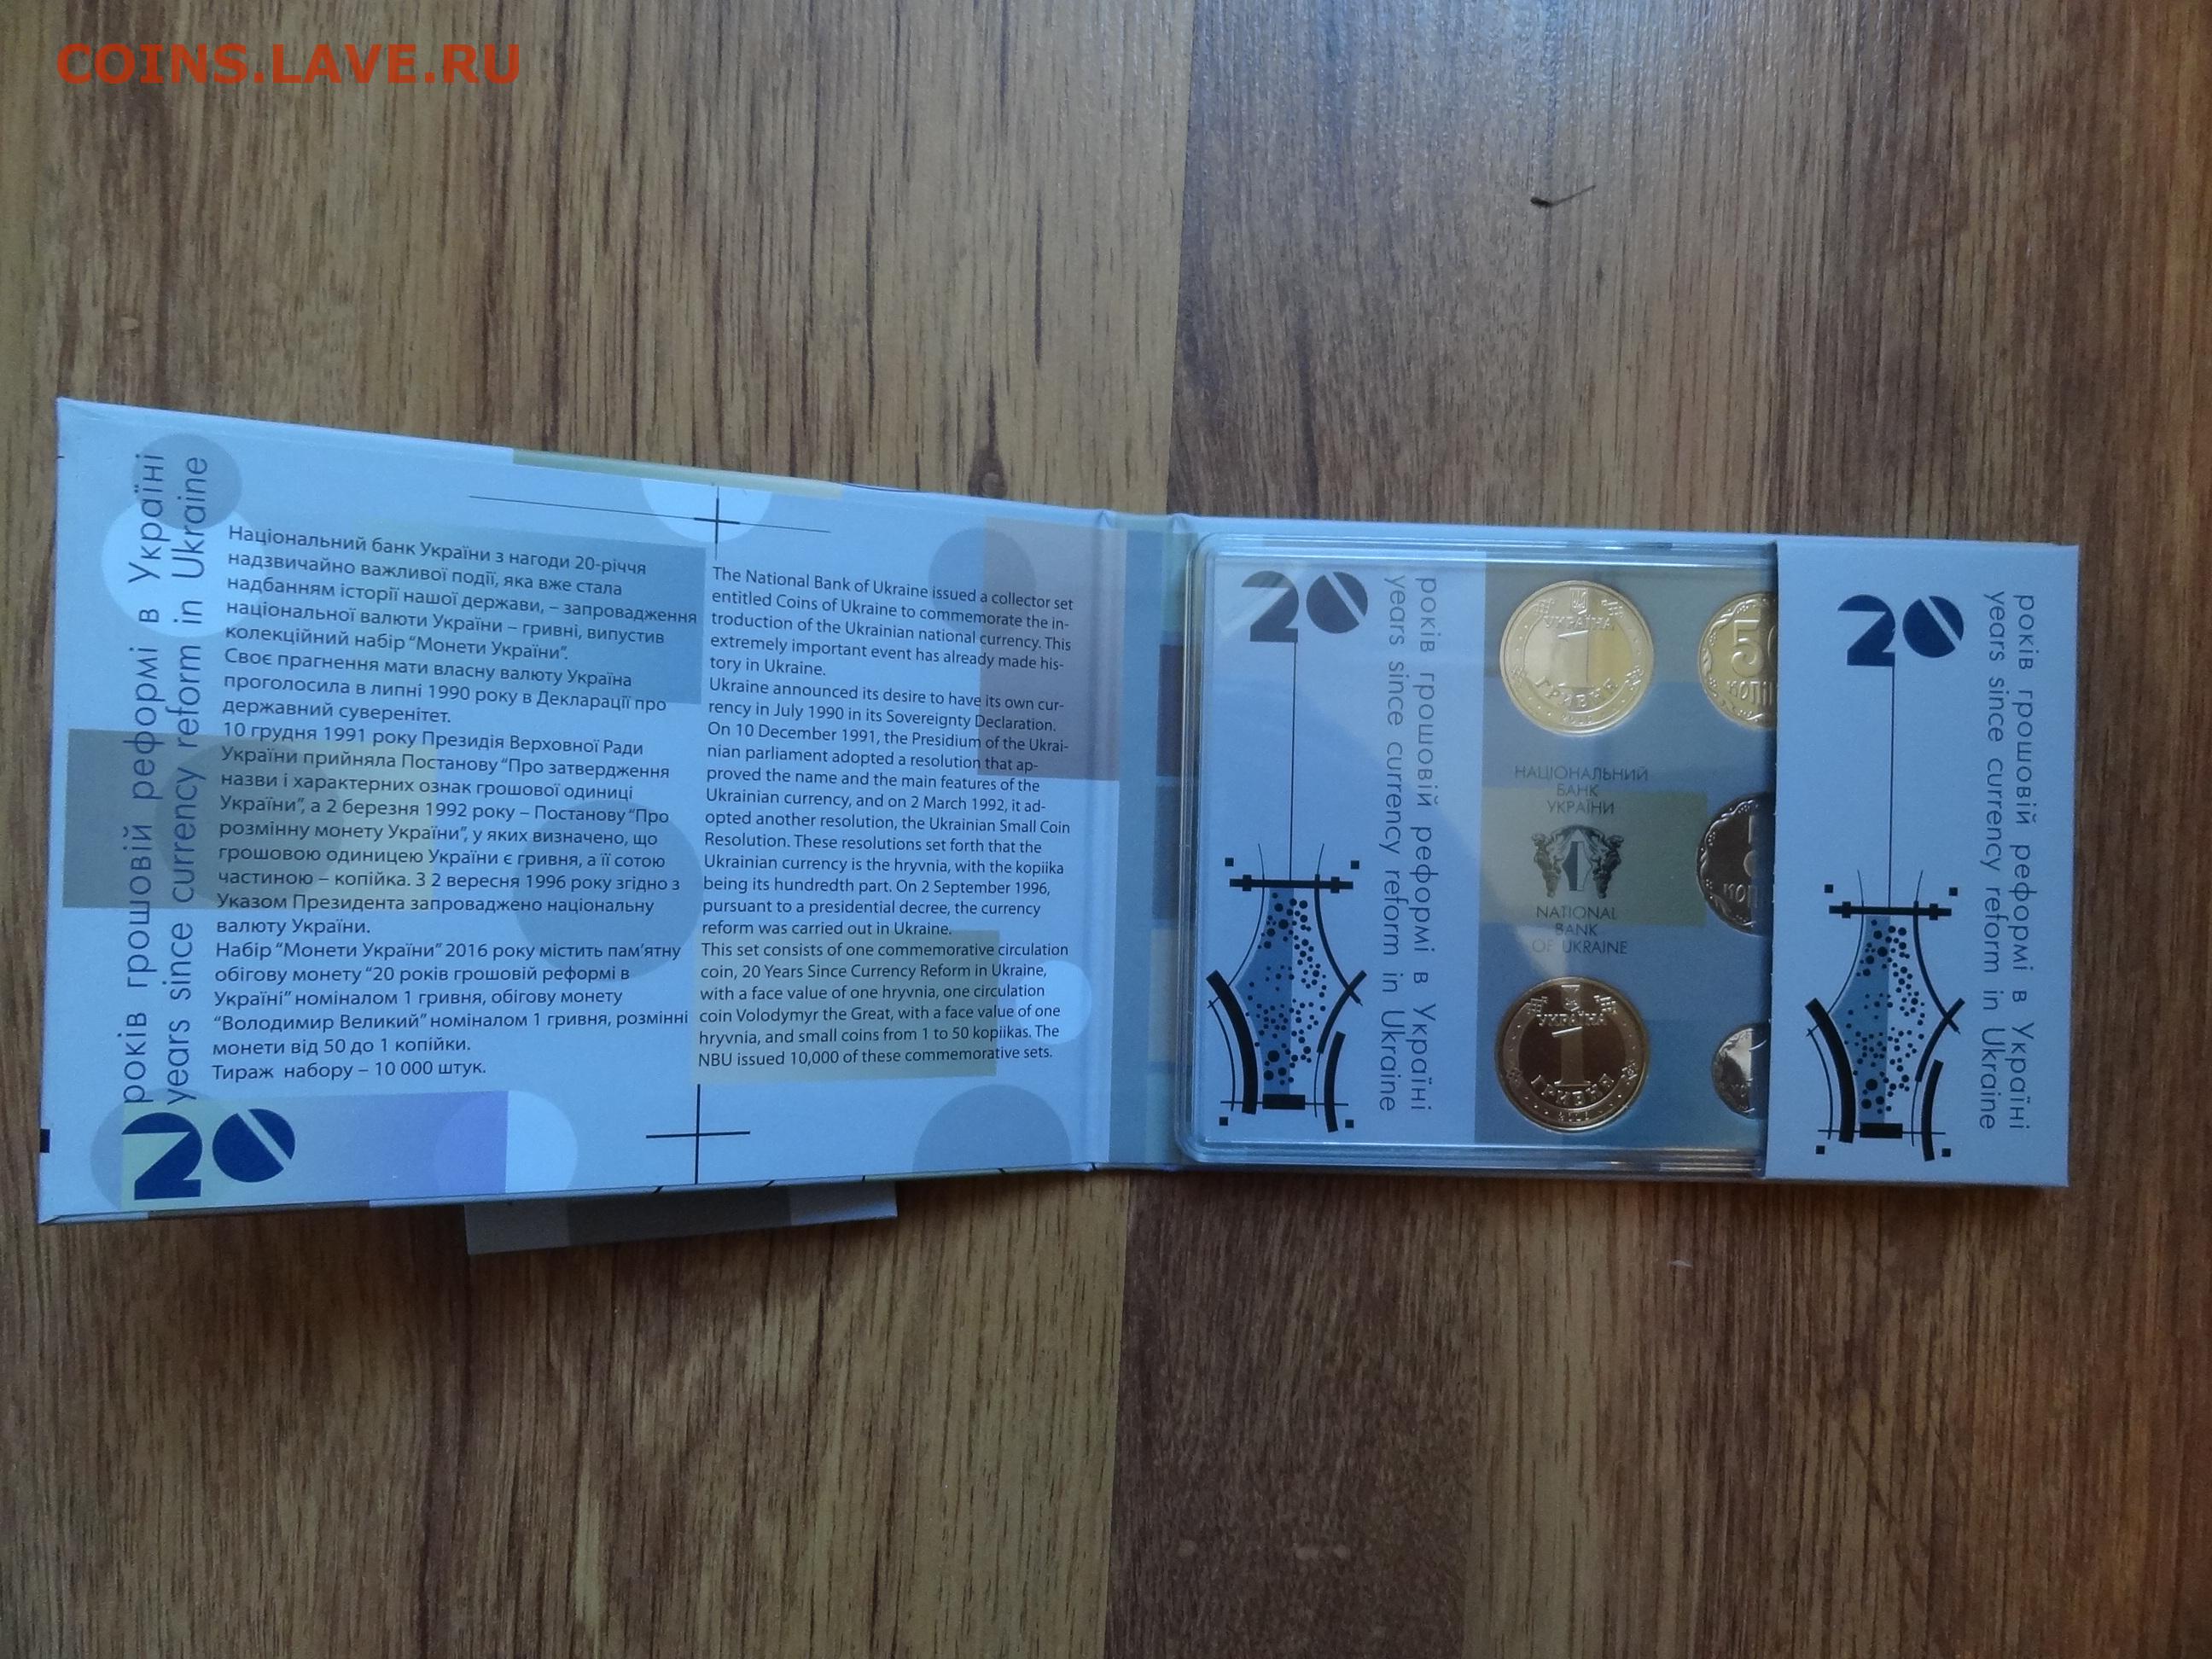 COINS.LAVE.RU
років грошовій реформі в Україні
years since currency reform in Ukraine
20
Національний банк України з нагоди 20-річчя
надзвичайно важливої події, яка вже стала
надбанням історії нашої держави, – запровадження
національної валюти України – гривні, випустив
колекційний набір “Монети України”.
Своє прагнення мати власну валюту Україна
проголосила в липні 1990 року в Декларації про
державний суверенітет.
10 грудня 1991 року Президія Верховної Ради
України прийняла Постанову “Про затвердження
назви і характерних ознак грошової одиниці
України”, а 2 березня 1992 року – Постанову “Про
розмінну монету України”, у яких визначено, що
грошовою одиницею України є гривня, а її сотою
частиною – копійка. З 2 вересня 1996 року згідно з
Указом Президента запроваджено національну
валюту України.
Набір “Монети України” 2016 року містить пам’ятну
обігову монету “20 років грошовій реформі в
Україні” номіналом 1 гривня, обігову монету
“Володимир Великий” номіналом 1 гривня, розмінні
монети від 50 до 1 копійки.
Тираж набору – 10 000 штук.
The National Bank of Ukraine issued a collector set
entitled Coins of Ukraine to commemorate the in-
troduction of the Ukrainian national currency. This
extremely important event has already made his-
tory in Ukraine.
Ukraine announced its desire to have its own cur-
rency in July 1990 in its Sovereignty Declaration.
On 10 December 1991, the Presidium of the Ukrai-
nian parliament adopted a resolution that ap-
proved the name and the main features of the
Ukrainian currency, and on 2 March 1992, it ad-
opted another resolution, the Ukrainian Small Coin
Resolution. These resolutions set forth that the
Ukrainian currency is the hryvnia, with the kopiika
being its hundredth part. On 2 September 1996,
pursuant to a presidential decree, the currency
reform was carried out in Ukraine.
This set consists of one commemorative circulation
coin, 20 Years Since Currency Reform in Ukraine,
with a face value of one hryvnia, one circulation
coin Volodymyr the Great, with a face value of one
hryvnia, and small coins from 1 to 50 kopiikas. The
NBU issued 10,000 of these commemorative sets.
20
років грошовій реформі в Україні
years since currency reform in Ukraine
УКРАЇНА
1
ГРИВНЯ
НАЦІОНАЛЬНИЙ
БАНК
УКРАЇНИ
NATIONAL
BANK
OF UKRAINE
УКРАЇНА
1
ГРИВНЯ
20
років грошовій реформі в Україні
years since currency reform in Ukraine